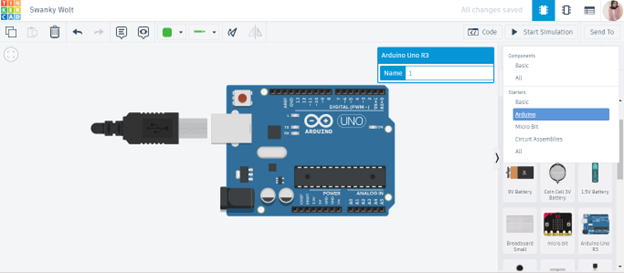 TIN
KER
CAD
Swanky Wolt
All changes saved
Code
Start Simulation
Send To
Arduino Uno R3
Name 1
Components
Basic
All
Starters
Basic
Arduino
Micro Bit
Circuit Assemblies
All
DIGITAL (PWM~)
ARDUINO
UNO
POWER
ANALOG IN
9V Battery
Coin Cell 3V Battery
1.5V Battery
Breadboard Small
micro:bit
Arduino Uno R3